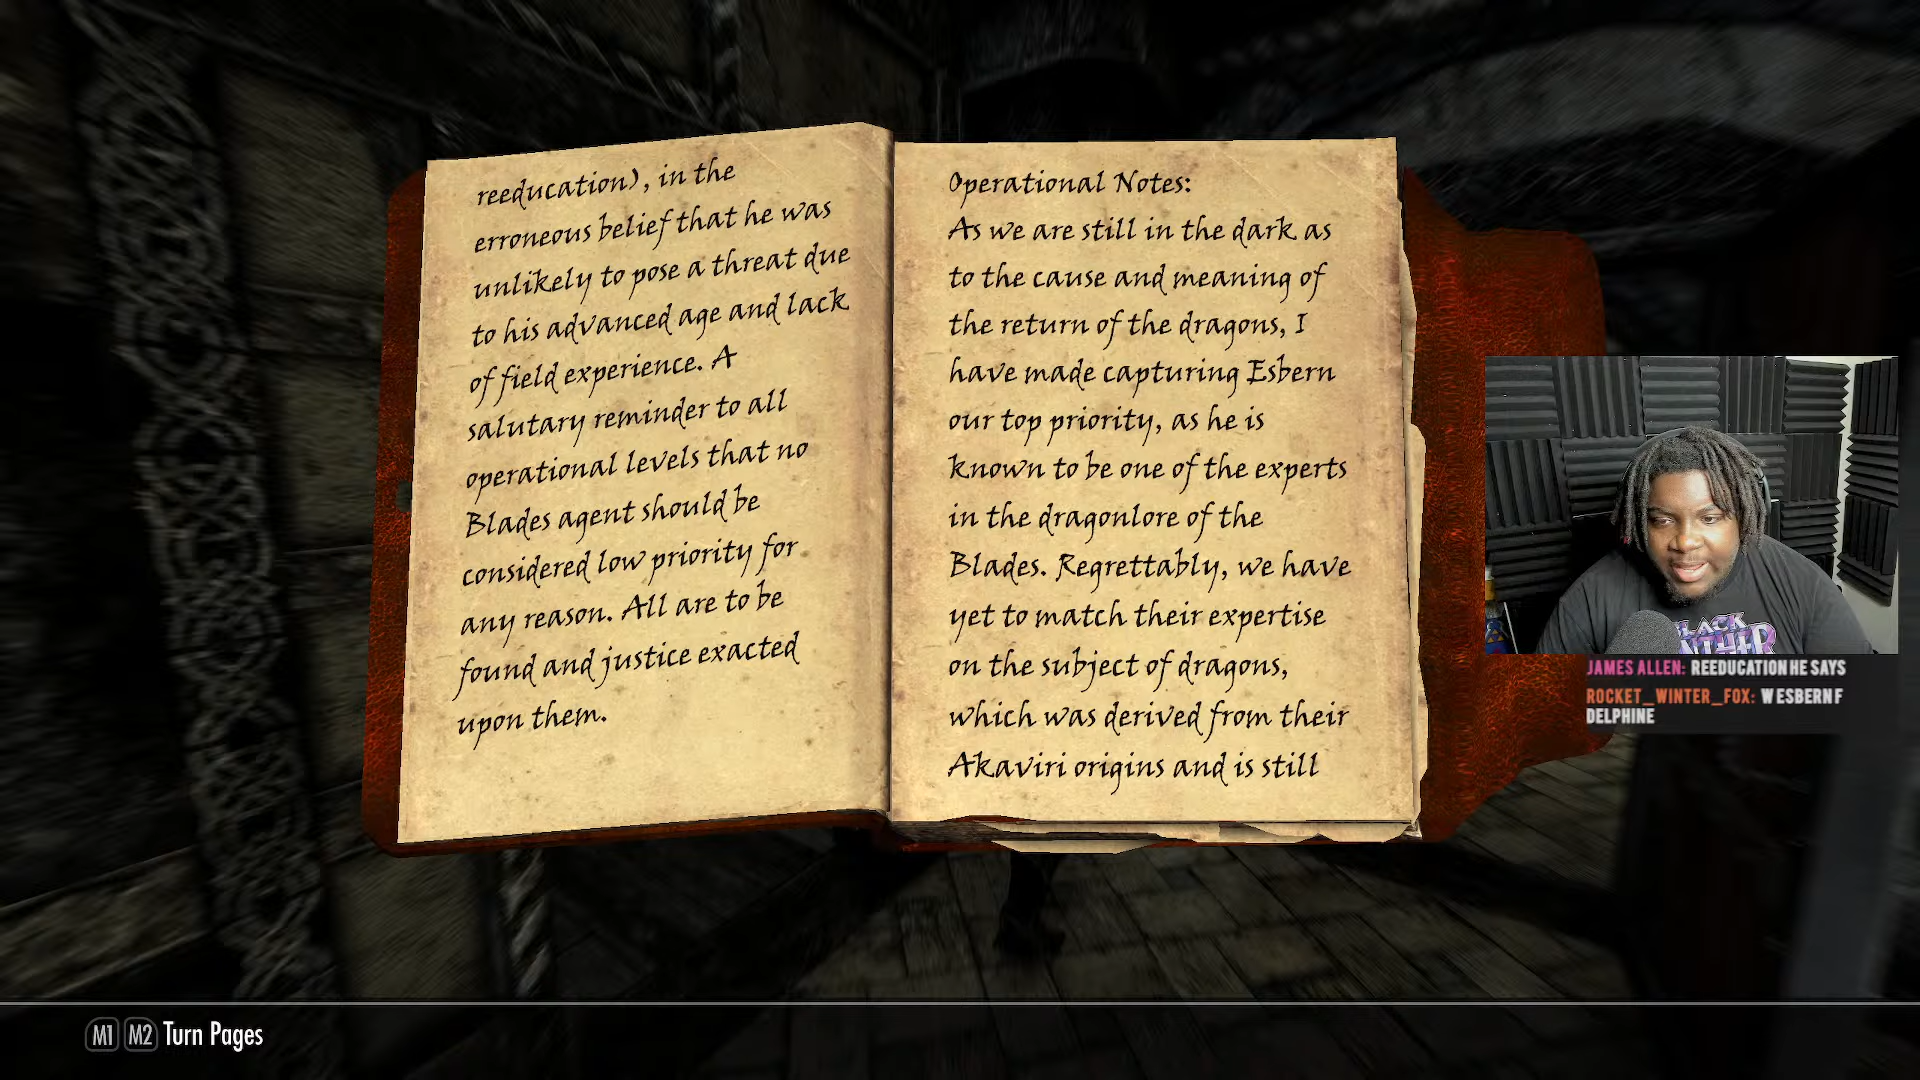 reeducation), in the
erroneous belief that he was
unlikely to pose a threat due
to his advanced age and lack
of field experience. A
salutary reminder to all
operational levels that no
Blades agent should be
considered low priority for
any reason. All are to be
found and justice exacted
upon them.
Operational Notes:
As we are still in the dark as
to the cause and meaning of
the return of the dragons, I
have made capturing Esbern
our top priority, as he is
known to be one of the experts
in the dragonlore of the
Blades. Regrettably, we have
yet to match their expertise
on the subject of dragons,
which was derived from their
Akaviri origins and is still
JAMES ALLEN: REEDUCATION HE SAYS
ROCKET_WINTER_FOX: W ESBERN F
DELPHINE
M1 M2 Turn Pages